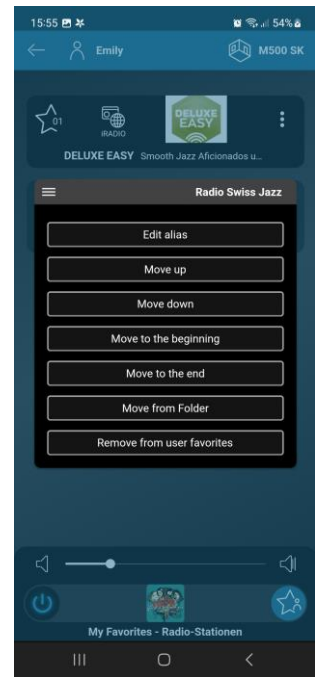 15:55 54%
Emily M500 SK
01
iRADIO
DELUXE
EASY
DELUXE EASY Smooth Jazz Aficionados u...
Radio Swiss Jazz
Edit alias
Move up
Move down
Move to the beginning
Move to the end
Move from Folder
Remove from user favorites
My Favorites - Radio-Stationen